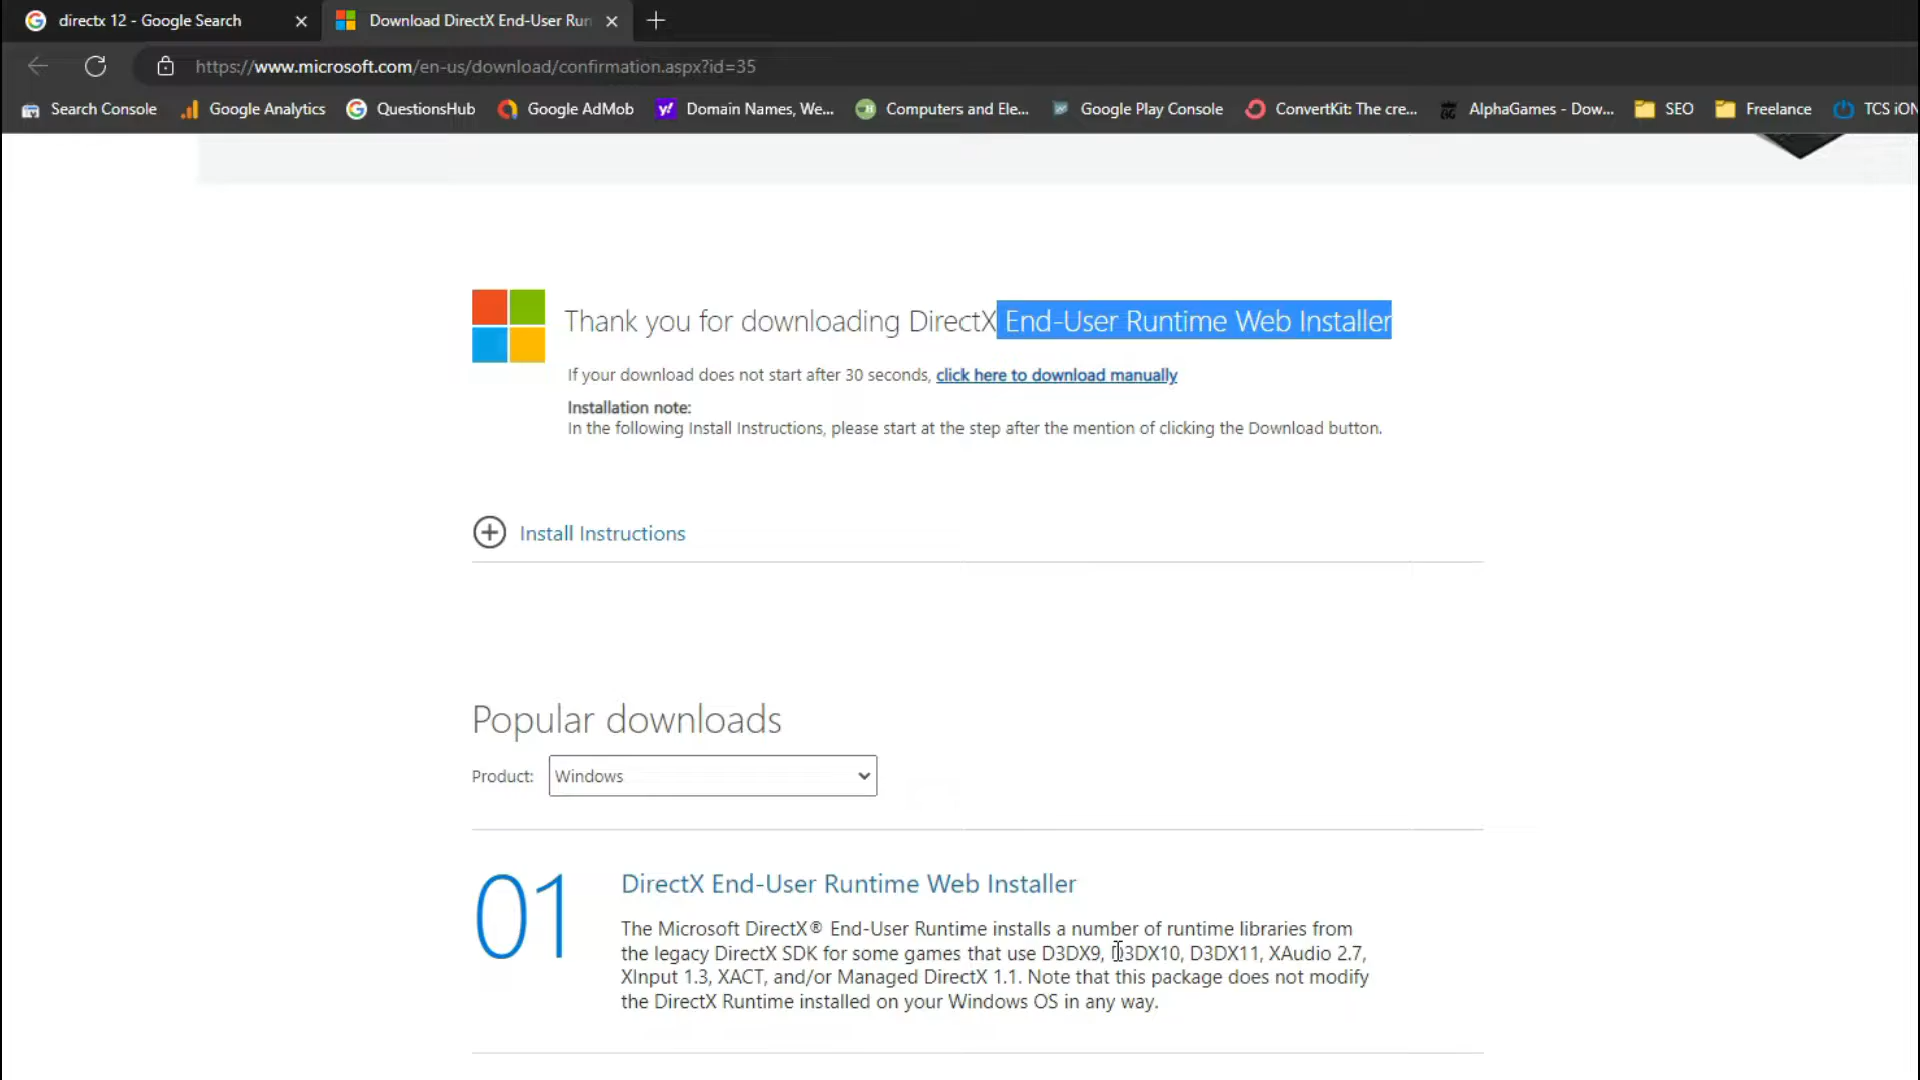 directx 12 - Google Search
Download DirectX End-User Run
https://www.microsoft.com/en-us/download/confirmation.aspx?id=35
Search Console
Google Analytics
QuestionsHub
Google AdMob
Domain Names, We...
Computers and Ele...
Google Play Console
ConvertKit: The cre...
AlphaGames - Dow...
SEO
Freelance
TCS iON
Thank you for downloading DirectX End-User Runtime Web Installer
If your download does not start after 30 seconds, click here to download manually
Installation note:
In the following Install Instructions, please start at the step after the mention of clicking the Download button.
Install Instructions
Popular downloads
Product: Windows
01
DirectX End-User Runtime Web Installer
The Microsoft DirectX® End-User Runtime installs a number of runtime libraries from
the legacy DirectX SDK for some games that use D3DX9, D3DX10, D3DX11, XAudio 2.7,
XInput 1.3, XACT, and/or Managed DirectX 1.1. Note that this package does not modify
the DirectX Runtime installed on your Windows OS in any way.